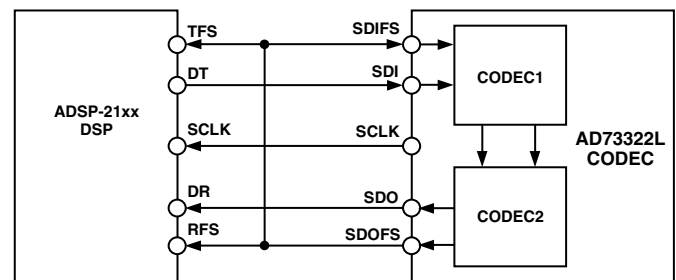 TFS
SDIFS
DT
SDI
CODEC1
ADSP-21xx
DSP
SCLK
SCLK
AD73322L
CODEC
DR
SDO
CODEC2
RFS
SDOFS